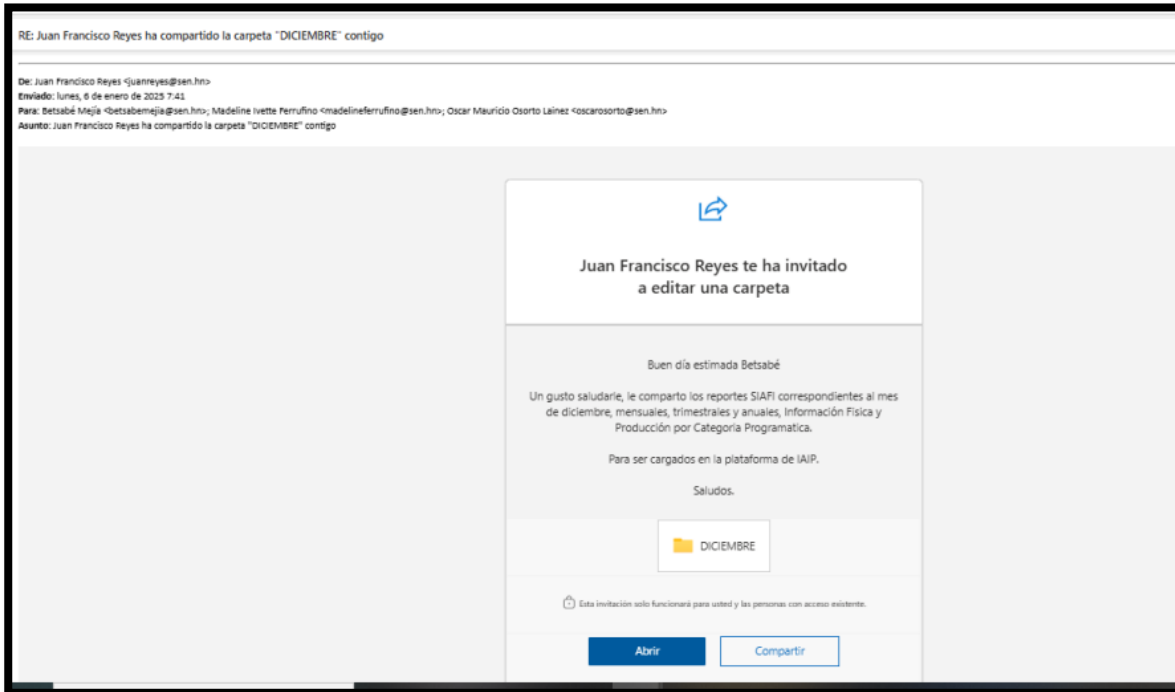 RE: Juan Francisco Reyes ha compartido la carpeta "DICIEMBRE" contigo
De: Juan Francisco Reyes <juanreyes@sen.hn>
Enviado: lunes, 6 de enero de 2025 7:41
Para: Betsabé Mejía <betsabemejia@sen.hn>; Madeline Ivette Ferrufino <madelineferrufino@sen.hn>; Oscar Mauricio Osorto Lainez <oscarosorto@sen.hn>
Asunto: Juan Francisco Reyes ha compartido la carpeta "DICIEMBRE" contigo
Juan Francisco Reyes te ha invitado
a editar una carpeta
Buen día estimada Betsabé
Un gusto saludarle, le comparto los reportes SIAFI correspondientes al mes
de diciembre, mensuales, trimestrales y anuales, Información Fisica y
Producción por Categoria Programatica.
Para ser cargados en la plataforma de IAIP.
Saludos.
DICIEMBRE
Esta invitación solo funcionará para usted y las personas con acceso existente.
Abrir
Compartir